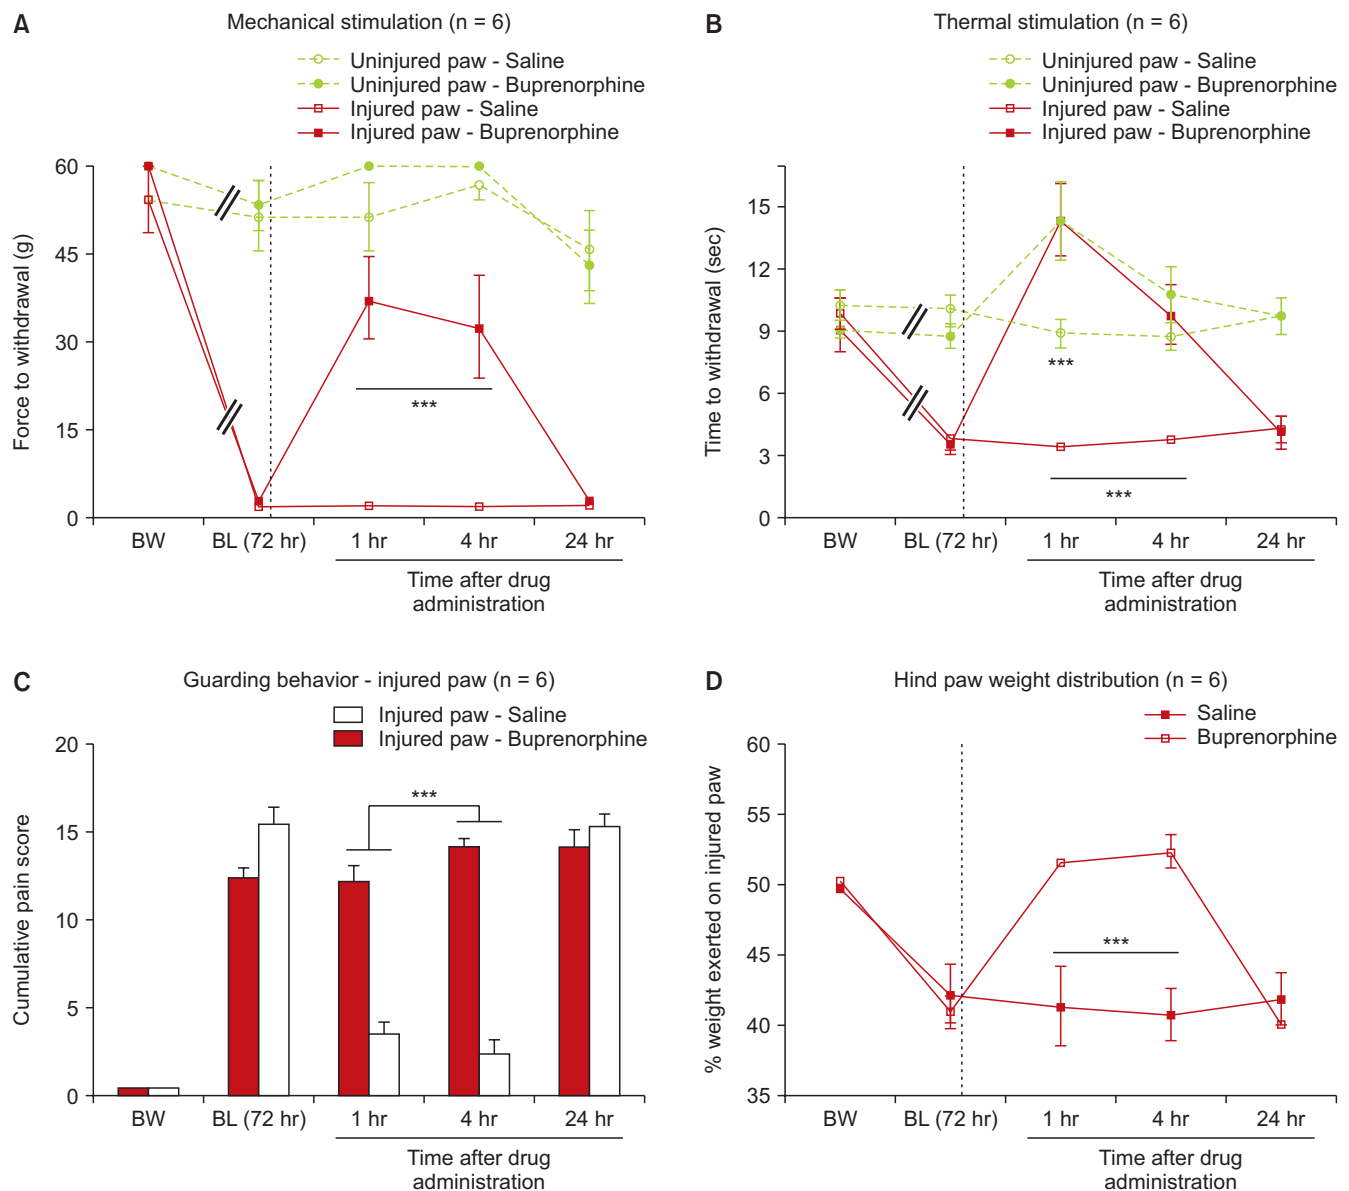 A
Mechanical stimulation (n = 6)
Uninjured paw - Saline
Uninjured paw - Buprenorphine
Injured paw - Saline
Injured paw - Buprenorphine
Force to withdrawal (g)
60
45
30
15
0
***
BW
BL (72 hr)
1 hr
4 hr
24 hr
Time after drug
administration
B
Thermal stimulation (n = 6)
Uninjured paw - Saline
Uninjured paw - Buprenorphine
Injured paw - Saline
Injured paw - Buprenorphine
Time to withdrawal (sec)
15
12
9
6
3
0
***
***
BW
BL (72 hr)
1 hr
4 hr
24 hr
Time after drug
administration
C
Guarding behavior - injured paw (n = 6)
Injured paw - Saline
Injured paw - Buprenorphine
Cumulative pain score
20
15
10
5
0
***
BW
BL (72 hr)
1 hr
4 hr
24 hr
Time after drug
administration
D
Hind paw weight distribution (n = 6)
Saline
Buprenorphine
% weight exerted on injured paw
60
55
50
45
40
35
***
BW
BL (72 hr)
1 hr
4 hr
24 hr
Time after drug
administration